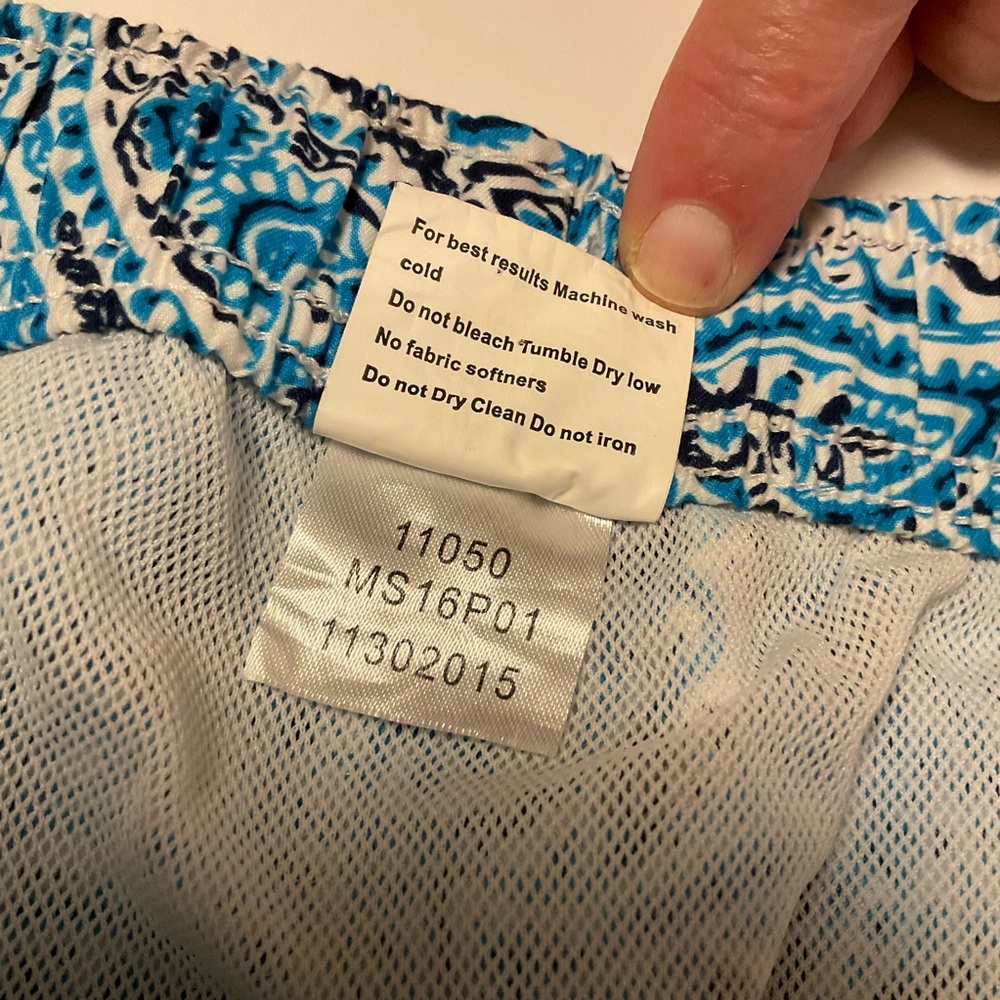 For best results Machine wash
cold
Do not bleach Tumble Dry low
No fabric softners
Do not Dry Clean Do not iron
11050
MS16P01
11302015